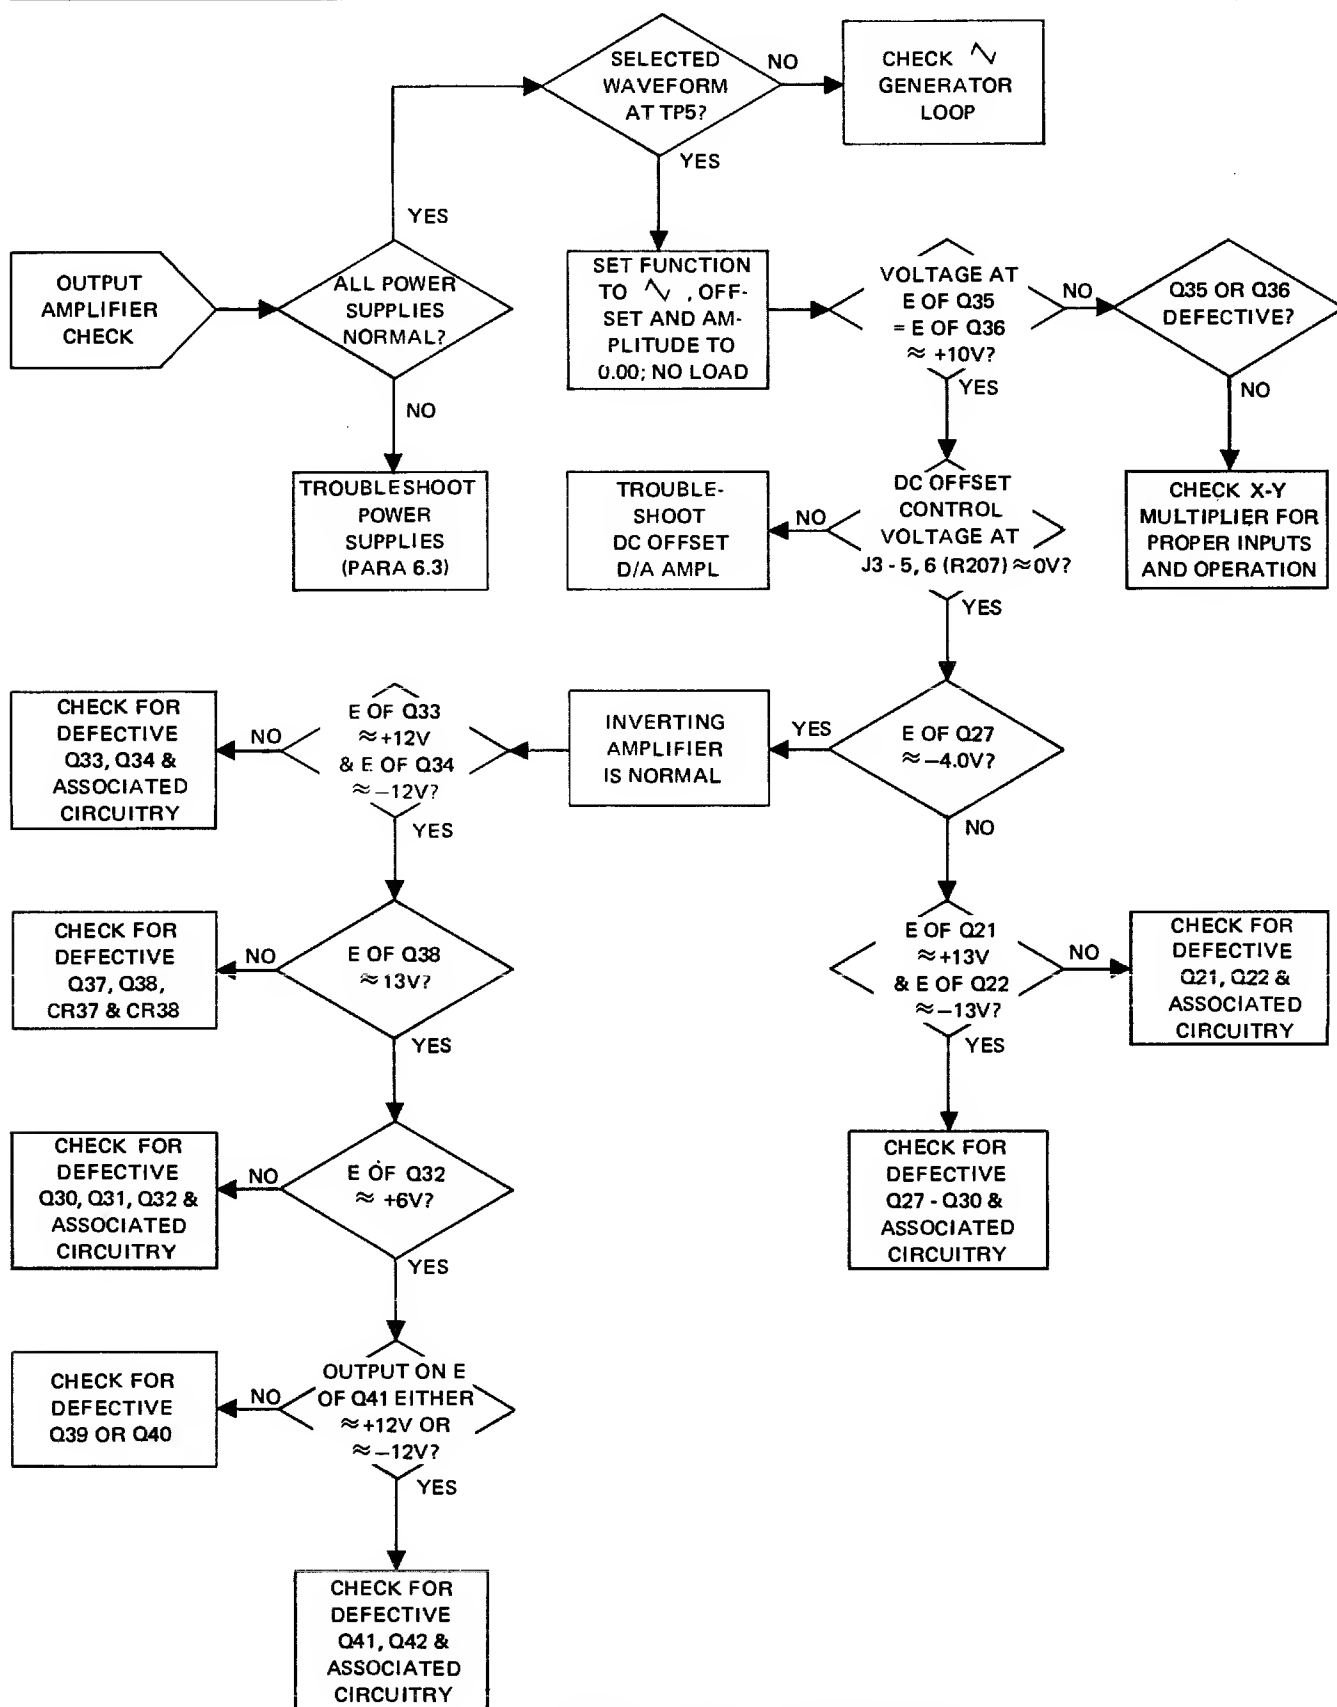 SELECTED
WAVEFORM
AT TP5?
NO
CHECK
GENERATOR
LOOP
YES
YES
OUTPUT
AMPLIFIER
CHECK
ALL POWER
SUPPLIES
NORMAL?
NO
TROUBLESHOOT
POWER
SUPPLIES
(PARA 6.3)
SET FUNCTION
TO , OFF-
SET AND AM-
PLITUDE TO
0.00; NO LOAD
VOLTAGE AT
E OF Q35
= E OF Q36
≈ +10V?
NO
Q35 OR Q36
DEFECTIVE?
YES
NO
TROUBLE-
SHOOT
DC OFFSET
D/A AMPL
NO
DC OFFSET
CONTROL
VOLTAGE AT
J3 - 5, 6 (R207) ≈0V?
CHECK X-Y
MULTIPLIER FOR
PROPER INPUTS
AND OPERATION
YES
CHECK FOR
DEFECTIVE
Q33, Q34 &
ASSOCIATED
CIRCUITRY
NO
E OF Q33
≈+12V
& E OF Q34
≈−12V?
INVERTING
AMPLIFIER
IS NORMAL
YES
E OF Q27
≈−4.0V?
YES
NO
CHECK FOR
DEFECTIVE
Q37, Q38,
CR37 & CR38
NO
E OF Q38
≈13V?
E OF Q21
≈+13V
& E OF Q22
≈−13V?
NO
CHECK FOR
DEFECTIVE
Q21, Q22 &
ASSOCIATED
CIRCUITRY
YES
YES
CHECK FOR
DEFECTIVE
Q30, Q31, Q32 &
ASSOCIATED
CIRCUITRY
NO
E OF Q32
≈ +6V?
CHECK FOR
DEFECTIVE
Q27 - Q30 &
ASSOCIATED
CIRCUITRY
YES
CHECK FOR
DEFECTIVE
Q39 OR Q40
NO
OUTPUT ON E
OF Q41 EITHER
≈+12V OR
≈−12V?
YES
CHECK FOR
DEFECTIVE
Q41, Q42 &
ASSOCIATED
CIRCUITRY